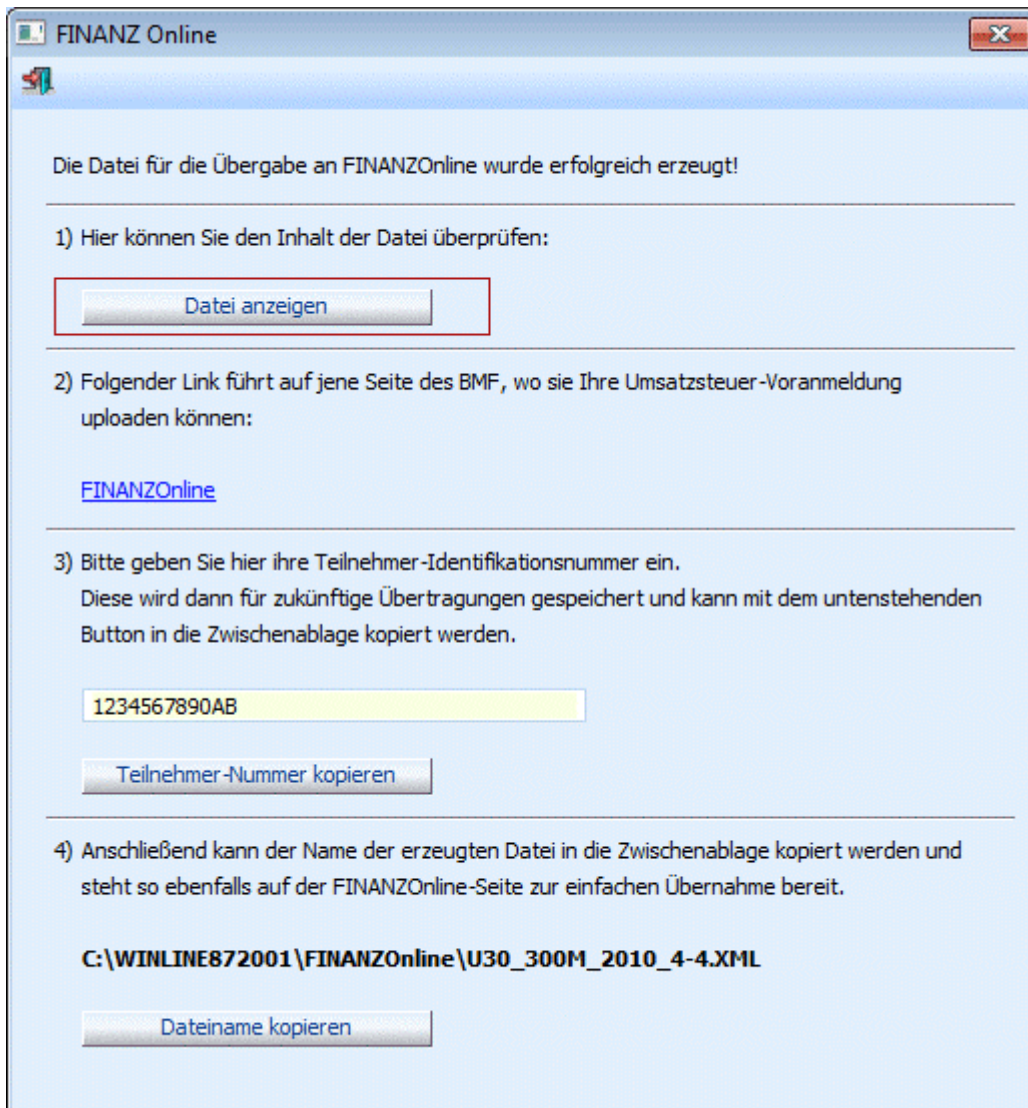 FINANZ Online
Die Datei für die Übergabe an FINANZOnline wurde erfolgreich erzeugt!
1) Hier können Sie den Inhalt der Datei überprüfen:
Datei anzeigen
2) Folgender Link führt auf jene Seite des BMF, wo sie Ihre Umsatzsteuer-Voranmeldung
uploaden können:
FINANZOnline
3) Bitte geben Sie hier ihre Teilnehmer-Identifikationsnummer ein.
Diese wird dann für zukünftige Übertragungen gespeichert und kann mit dem untenstehenden
Button in die Zwischenablage kopiert werden.
1234567890AB
Teilnehmer-Nummer kopieren
4) Anschließend kann der Name der erzeugten Datei in die Zwischenablage kopiert werden und
steht so ebenfalls auf der FINANZOnline-Seite zur einfachen Übernahme bereit.
C:\WINLINE872001\FINANZOnline\U30_300M_2010_4-4.XML
Dateiname kopieren